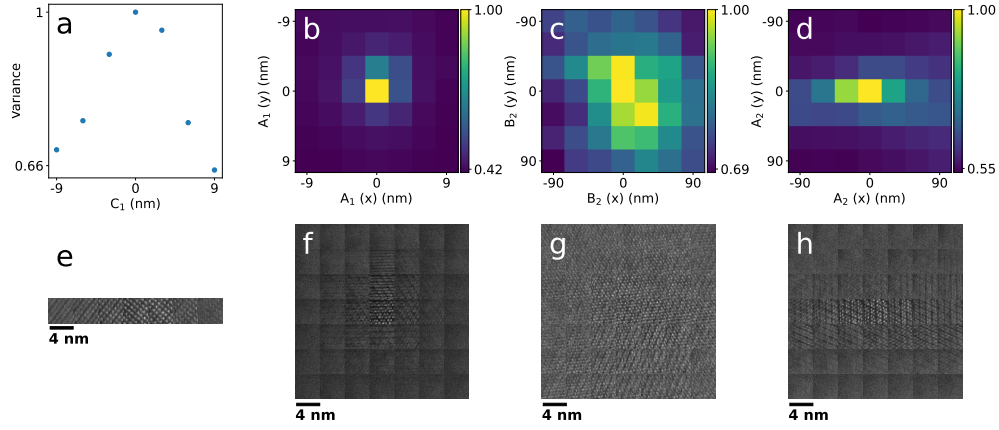 a
1
0.66
variance
-9 0 9
C1 (nm)
b
-9
0
9
A1 (y) (nm)
-9 0 9
A1 (x) (nm)
1.00
0.42
c
-90
0
90
B2 (y) (nm)
-90 0 90
B2 (x) (nm)
1.00
0.69
d
-90
0
90
A2 (y) (nm)
-90 0 90
A2 (x) (nm)
1.00
0.55
e
4 nm
f
4 nm
g
4 nm
h
4 nm